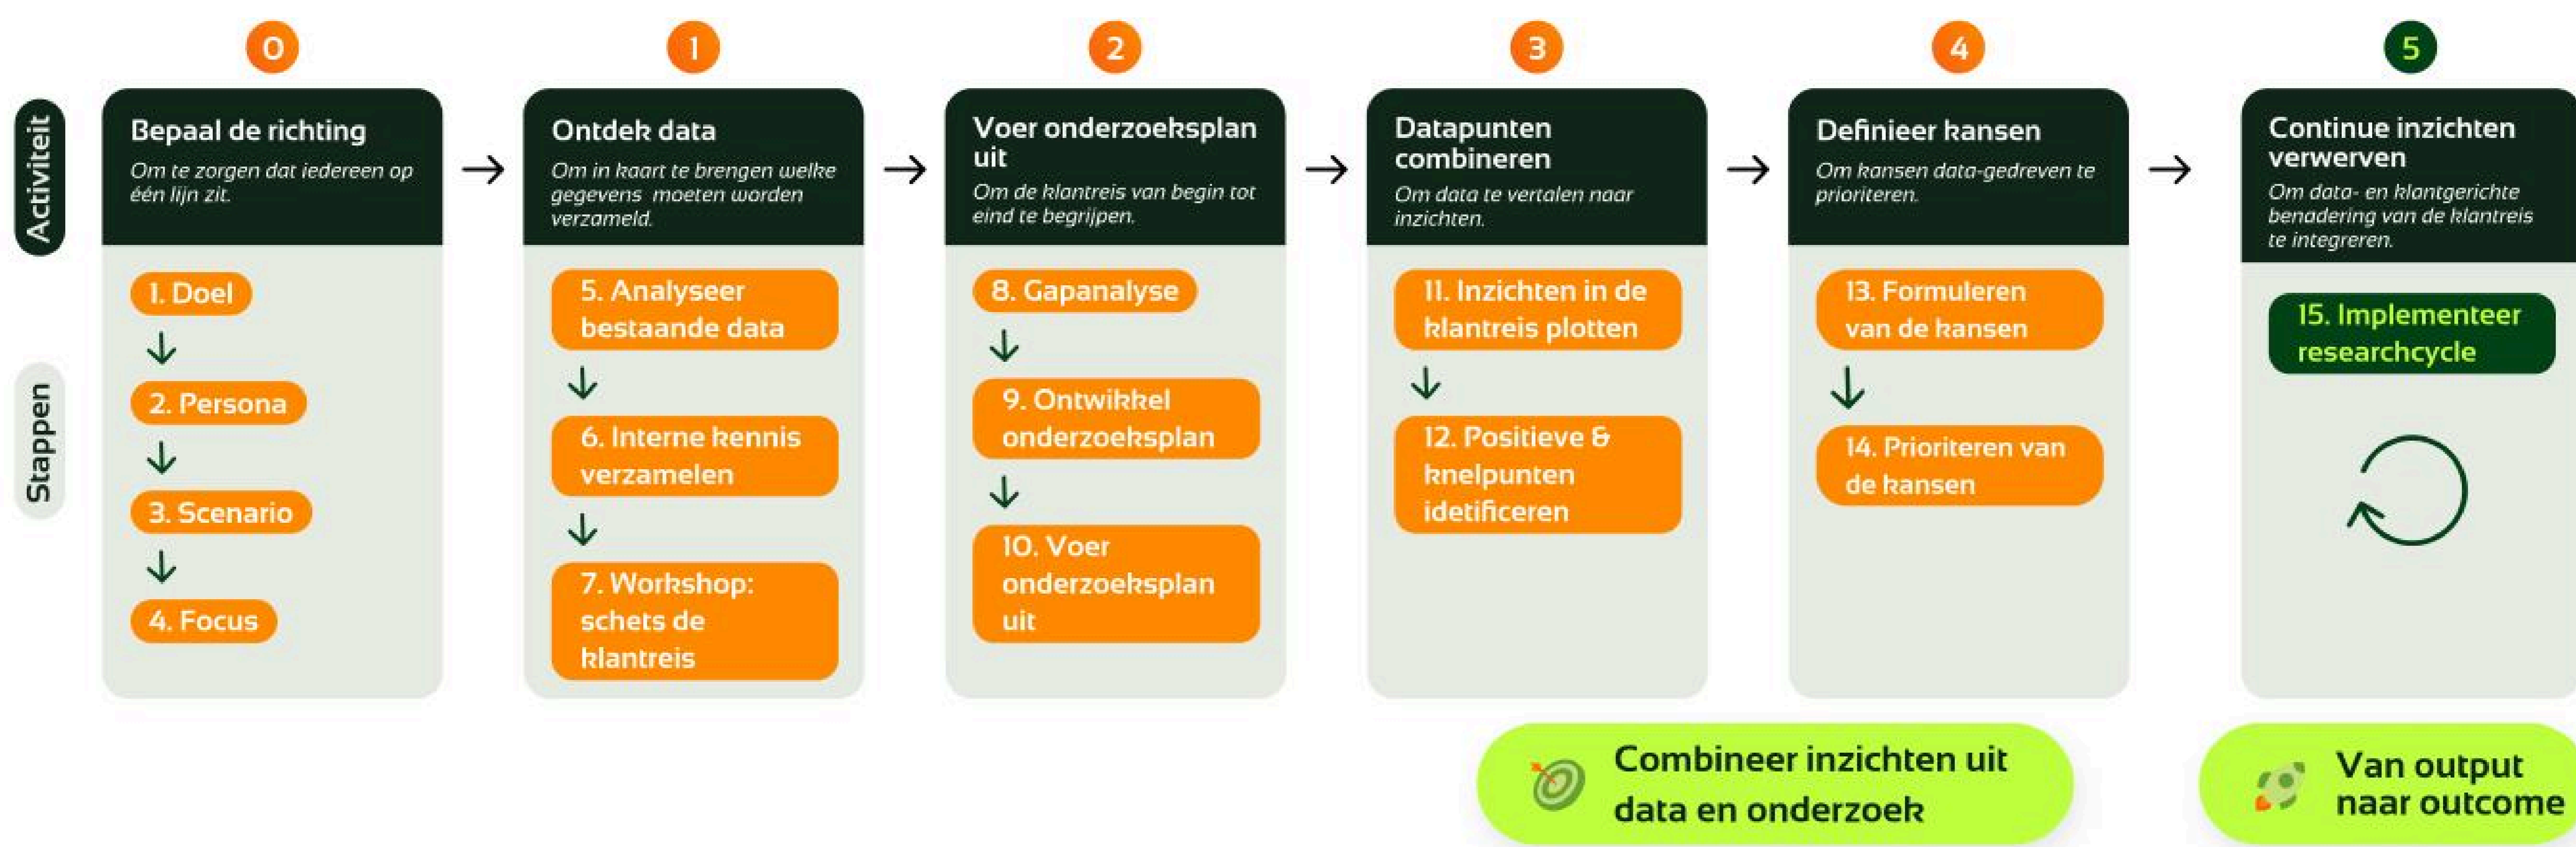 0
1
2
3
4
5
Activiteit
Stappen
Bepaal de richting
Om te zorgen dat iedereen op
één lijn zit.
1. Doel
2. Persona
3. Scenario
4. Focus
Ontdek data
Om in kaart te brengen welke
gegevens moeten worden
verzameld.
5. Analyseer
bestaande data
6. Interne kennis
verzamelen
7. Workshop:
schets de
klantreis
Voer onderzoeksplan
uit
Om de klantreis van begin tot
eind te begrijpen.
8. Gapanalyse
9. Ontwikkel
onderzoeksplan
10. Voer
onderzoeksplan
uit
Datapunten
combineren
Om data te vertalen naar
inzichten.
11. Inzichten in de
klantreis plotten
12. Positieve &
knelpunten
idetificeren
Definieer kansen
Om kansen data-gedreven te
prioriteren.
13. Formuleren
van de kansen
14. Prioriteren van
de kansen
Continue inzichten
verwerven
Om data- en klantgerichte
benadering van de klantreis
te integreren.
15. Implementeer
researchcycle
Combineer inzichten uit
data en onderzoek
Van output
naar outcome